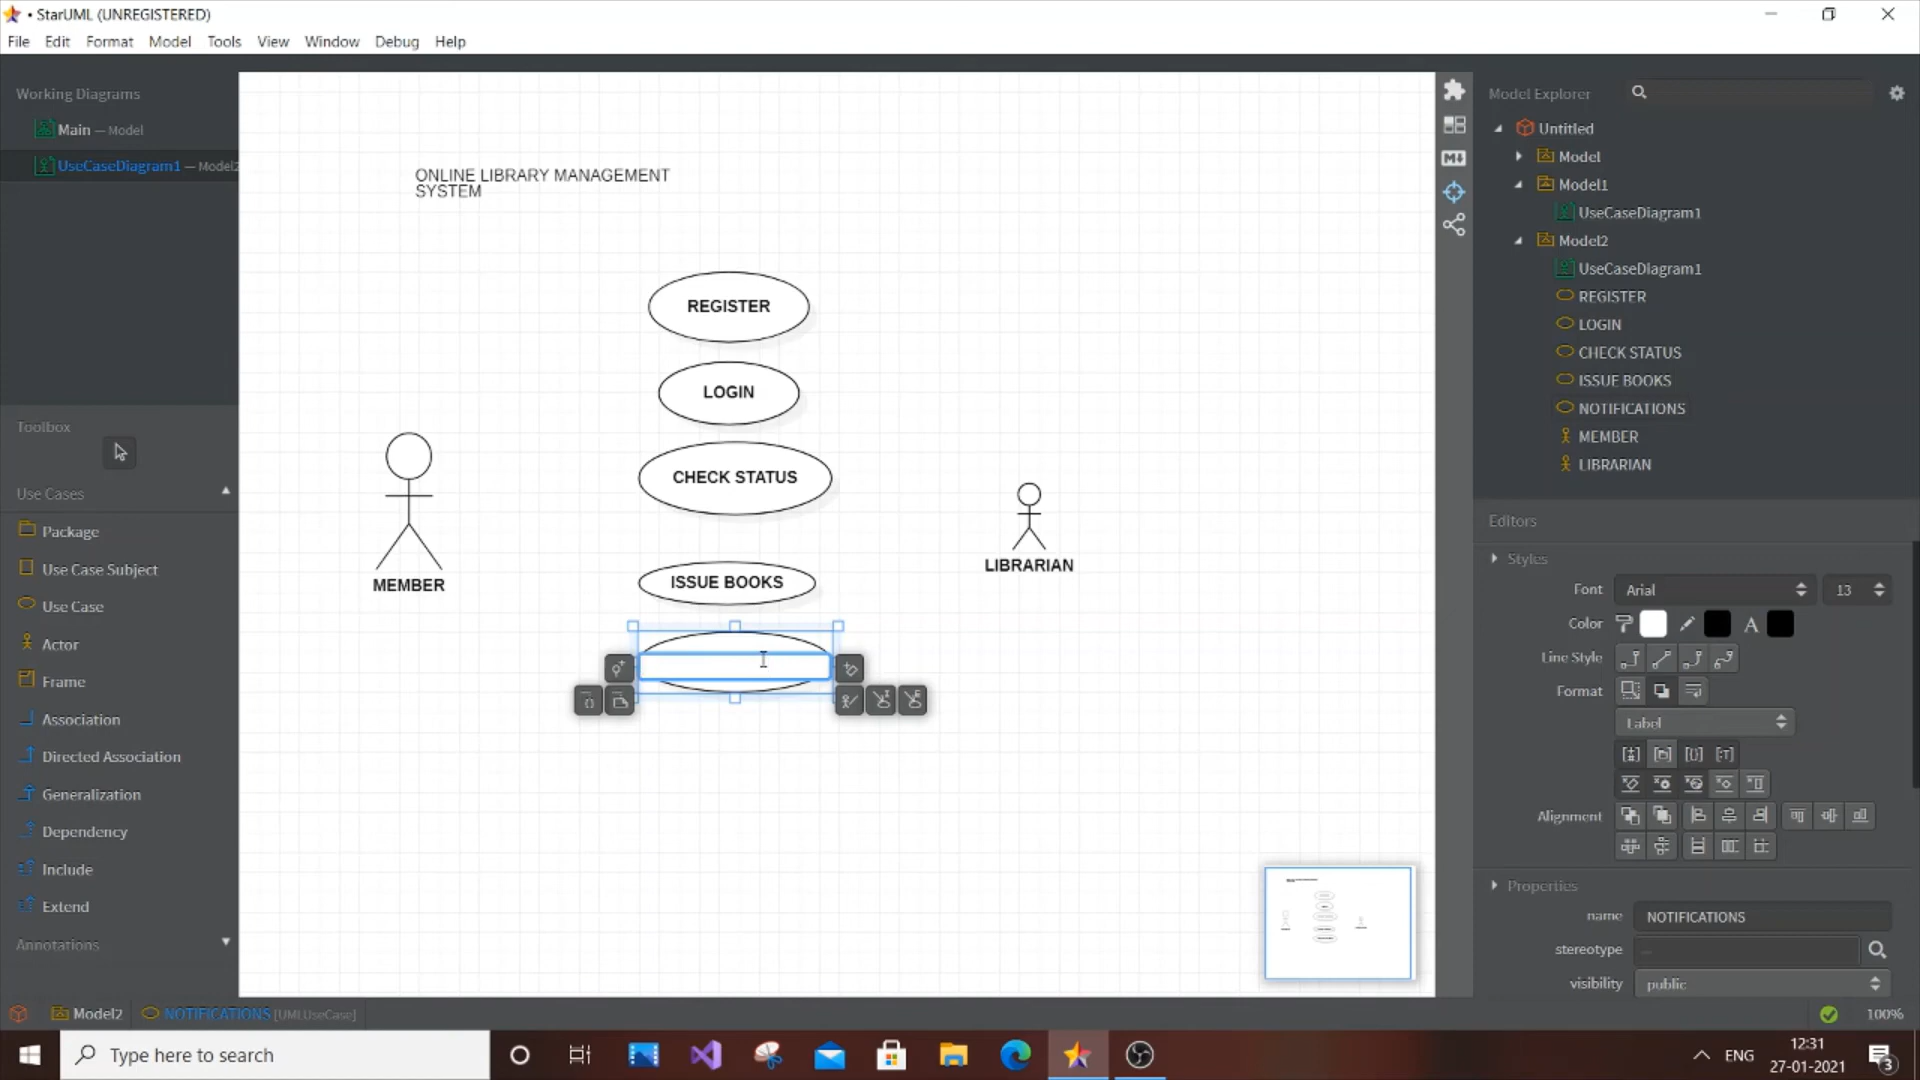 • StarUML (UNREGISTERED)
File Edit Format Model Tools View Window Debug Help
Working Diagrams
Main — Model
UseCaseDiagram1 — Model2
Toolbox
Use Cases
Package
Use Case Subject
Use Case
Actor
Frame
Association
Directed Association
Generalization
Dependency
Include
Extend
Annotations
ONLINE LIBRARY MANAGEMENT
SYSTEM
REGISTER
LOGIN
CHECK STATUS
MEMBER
LIBRARIAN
ISSUE BOOKS
Model Explorer
Untitled
Model
Model1
UseCaseDiagram1
Model2
UseCaseDiagram1
REGISTER
LOGIN
CHECK STATUS
ISSUE BOOKS
NOTIFICATIONS
MEMBER
LIBRARIAN
Editors
Styles
Font Arial 13
Color A
Line Style
Format
Label
Alignment
Properties
name NOTIFICATIONS
stereotype —
visibility public
Model2 NOTIFICATIONS [UMLUseCase] 100%
Type here to search
ENG
12:31
27-01-2021
3